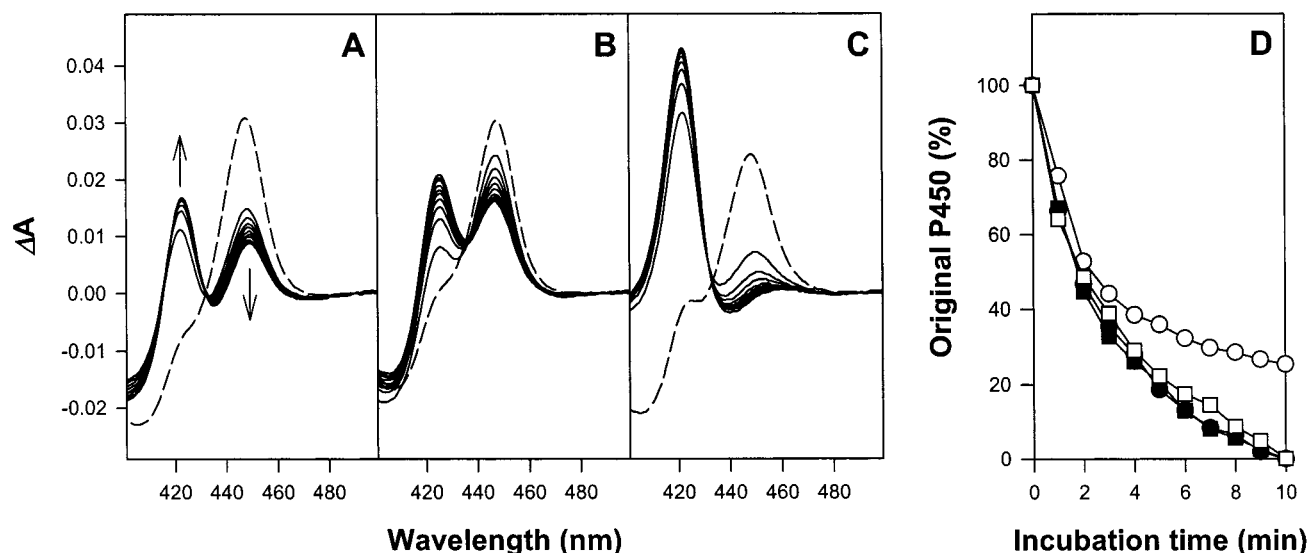 A
B
C
D
ΔA
0.04
0.03
0.02
0.01
0.00
-0.01
-0.02
420 440 460 480
420 440 460 480
420 440 460 480
Wavelength (nm)
Original P450 (%)
100
80
60
40
20
0
0 2 4 6 8 10
Incubation time (min)